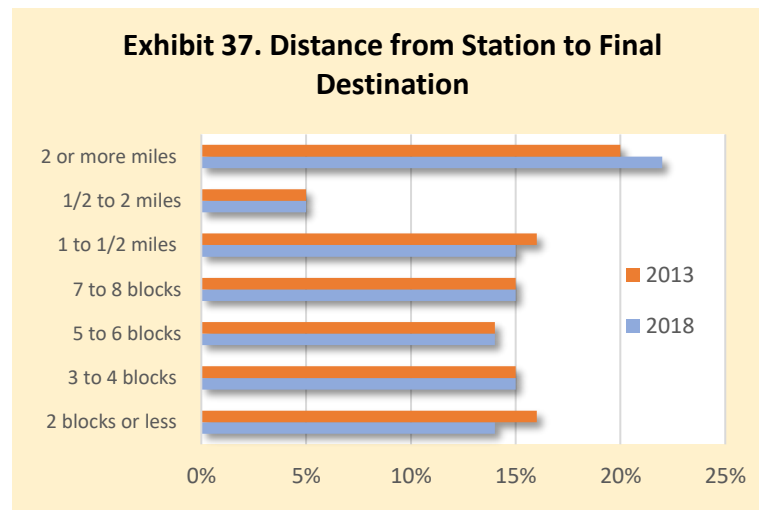 Exhibit 37. Distance from Station to Final
Destination
2 or more miles
1/2 to 2 miles
1 to 1/2 miles
7 to 8 blocks
5 to 6 blocks
3 to 4 blocks
2 blocks or less
2013
2018
0% 5% 10% 15% 20% 25%